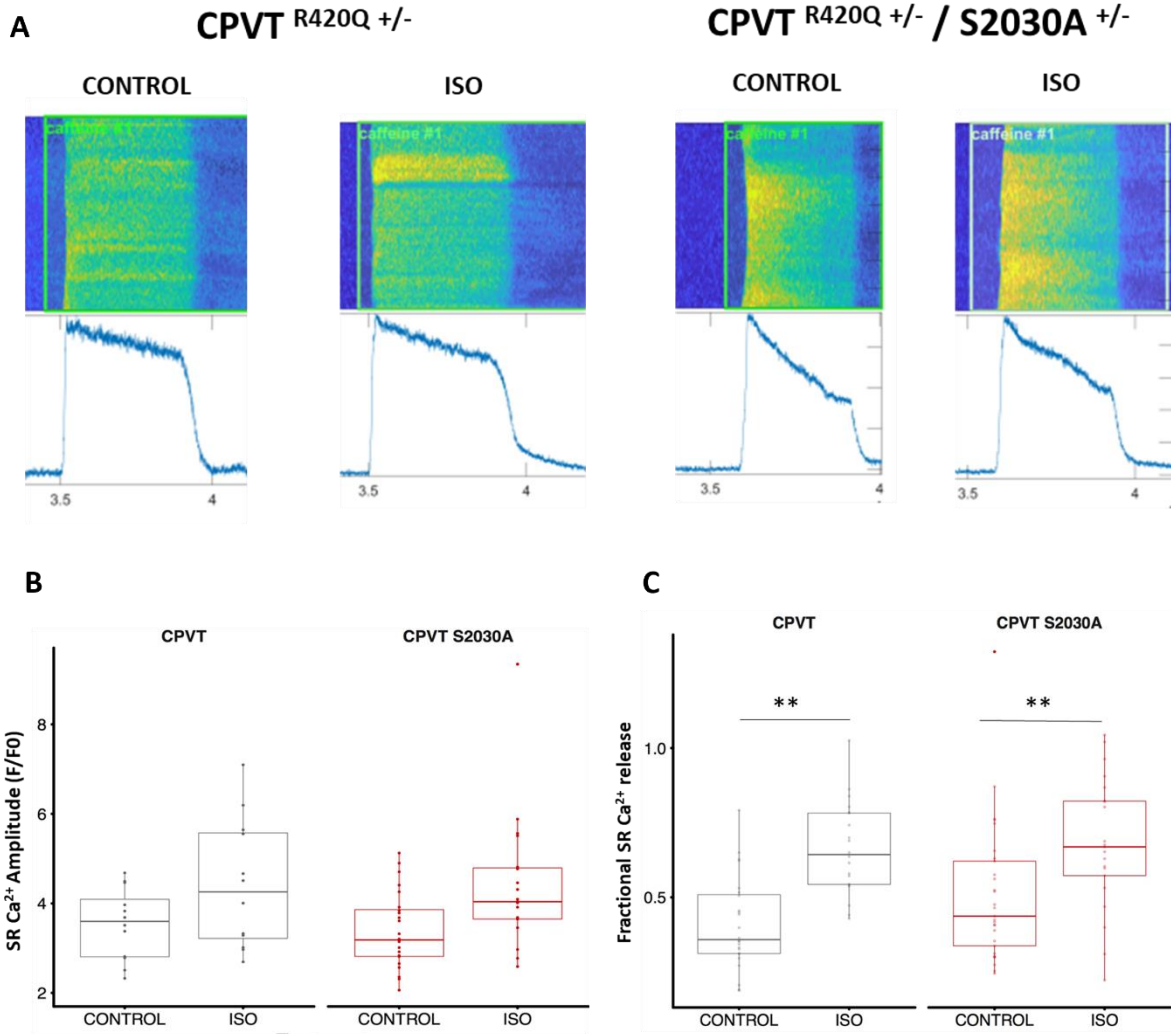 A
CPVT R420Q +/-
CPVT R420Q +/- / S2030A +/-
CONTROL
ISO
CONTROL
ISO
caffeine #1
caffeine #1
caffeine #1
caffeine #1
3.5
4
3.5
4
3.5
4
3.5
4
B
C
CPVT
CPVT S2030A
SR Ca2+ Amplitude (F/F0)
8
6
4
2
CONTROL
ISO
CONTROL
ISO
CPVT
CPVT S2030A
Fractional SR Ca2+ release
**
**
1.0
0.5
CONTROL
ISO
CONTROL
ISO